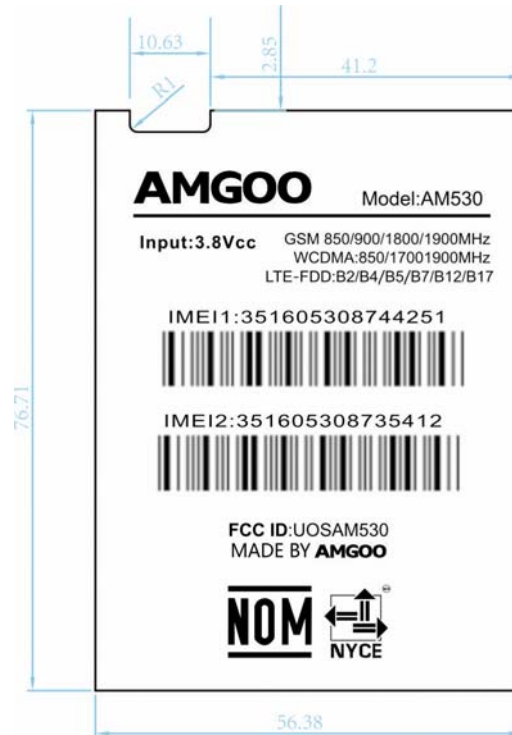 10.63
2.85
41.2
R1
AMGOO Model:AM530
Input:3.8Vcc GSM 850/900/1800/1900MHz
WCDMA:850/17001900MHz
LTE-FDD:B2/B4/B5/B7/B12/B17
IMEI1:351605308744251
76.71
IMEI2:351605308735412
FCC ID:UOSAM530
MADE BY AMGOO
NOM
NYCE
56.38